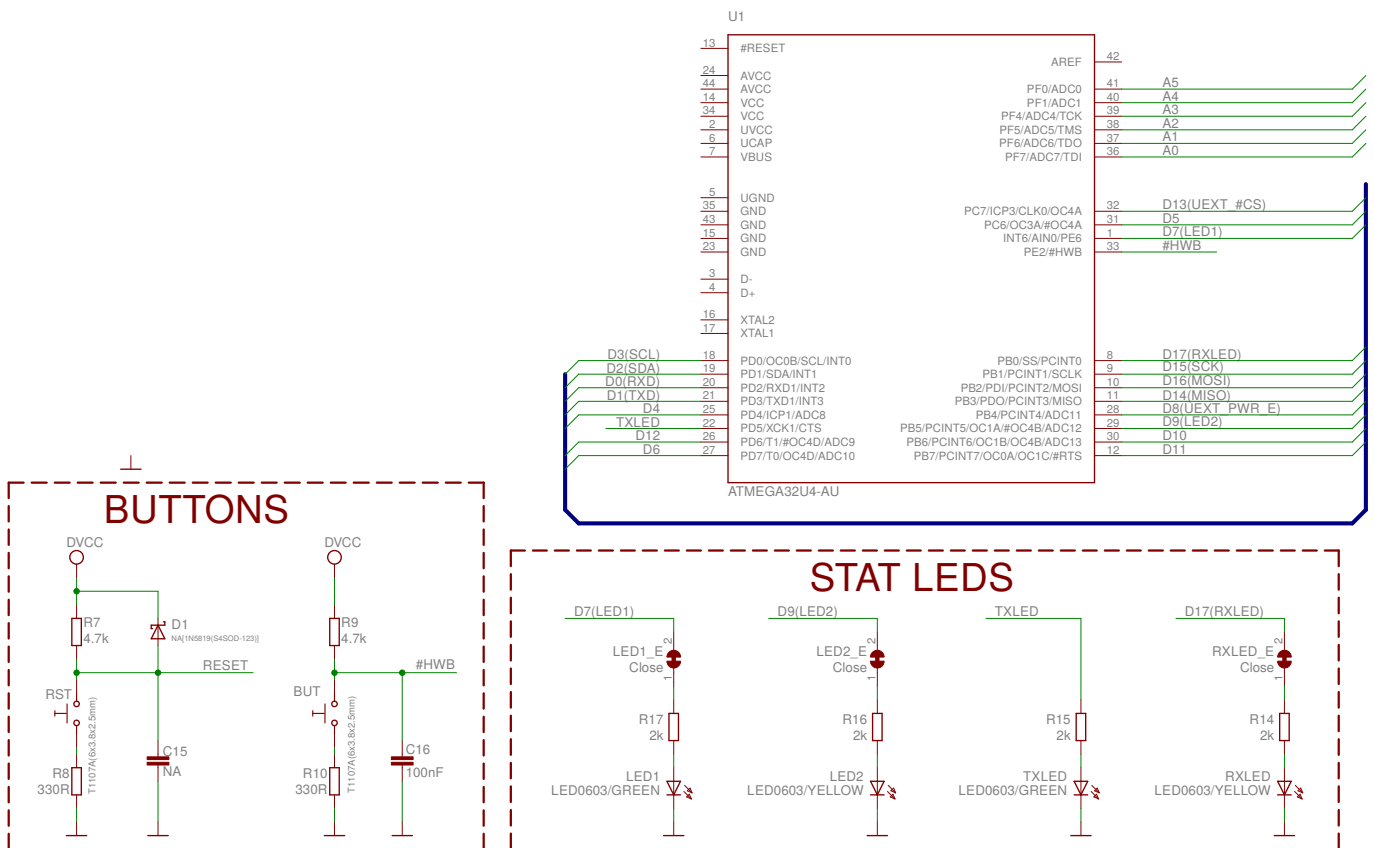 U1
13 #RESET
24 AVCC
44 AVCC
14 VCC
34 VCC
2 UVCC
6 UCAP
7 VBUS
5 UGND
35 GND
43 GND
15 GND
23 GND
3 D-
4 D+
16 XTAL2
17 XTAL1
D3(SCL) 18 PD0/OC0B/SCL/INT0
D2(SDA) 19 PD1/SDA/INT1
D0(RXD) 20 PD2/RXD1/INT2
D1(TXD) 21 PD3/TXD1/INT3
D4 25 PD4/ICP1/ADC8
TXLED 22 PD5/XCK1/CTS
D12 26 PD6/T1/#OC4D/ADC9
D6 27 PD7/T0/OC4D/ADC10
AREF 42
PF0/ADC0 41 A5
PF1/ADC1 40 A4
PF4/ADC4/TCK 39 A3
PF5/ADC5/TMS 38 A2
PF6/ADC6/TDO 37 A1
PF7/ADC7/TDI 36 A0
PC7/ICP3/CLK0/OC4A 32 D13(UEXT_#CS)
PC6/OC3A/#OC4A 31 D5
INT6/AIN0/PE6 1 D7(LED1)
PE2/#HWB 33 #HWB
PB0/SS/PCINT0 8 D17(RXLED)
PB1/PCINT1/SCLK 9 D15(SCK)
PB2/PDI/PCINT2/MOSI 10 D16(MOSI)
PB3/PDO/PCINT3/MISO 11 D14(MISO)
PB4/PCINT4/ADC11 28 D8(UEXT_PWR_E)
PB5/PCINT5/OC1A/#OC4B/ADC12 29 D9(LED2)
PB6/PCINT6/OC1B/OC4B/ADC13 30 D10
PB7/PCINT7/OC0A/OC1C/#RTS 12 D11
ATMEGA32U4-AU
BUTTONS
DVCC
R7
4.7k
D1
NA[1N5819(S4SOD-123)]
RESET
RST
T1107A(6x3.8x2.5mm)
C15
NA
R8
330R
DVCC
R9
4.7k
#HWB
BUT
T1107A(6x3.8x2.5mm)
C16
100nF
R10
330R
STAT LEDS
D7(LED1)
2
LED1_E
Close
1
R17
2k
LED1
LED0603/GREEN
D9(LED2)
2
LED2_E
Close
1
R16
2k
LED2
LED0603/YELLOW
TXLED
R15
2k
TXLED
LED0603/GREEN
D17(RXLED)
2
RXLED_E
Close
1
R14
2k
RXLED
LED0603/YELLOW